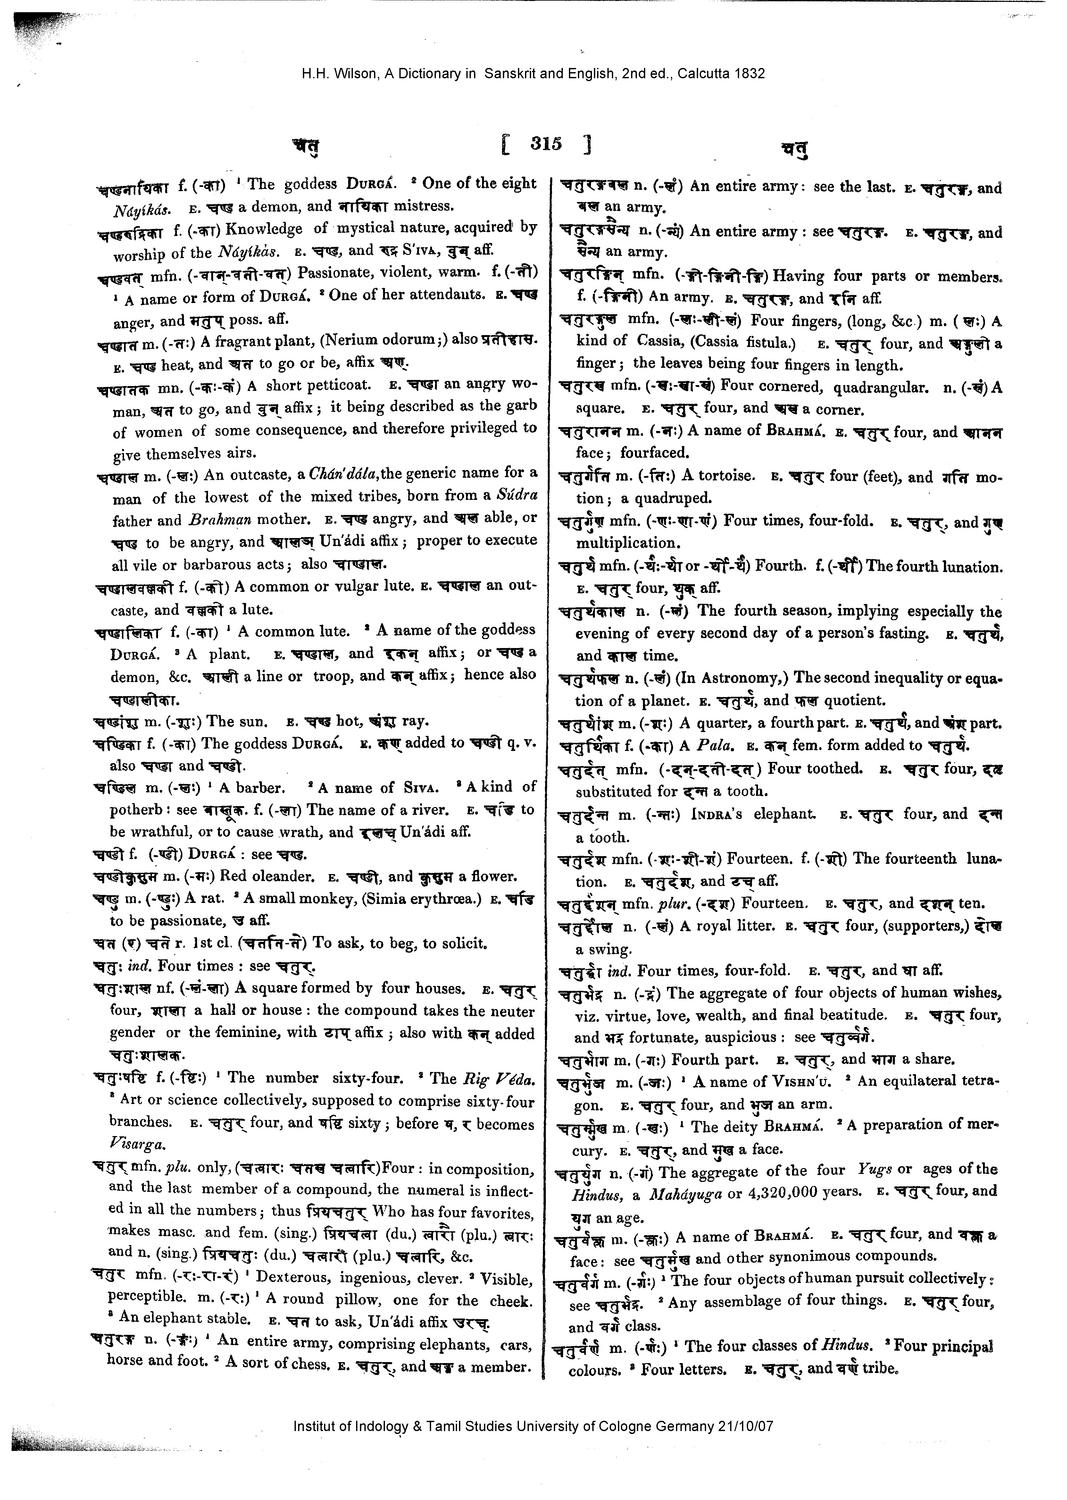 H.H. Wilson, A Dictionary in Sanskrit and English, 2nd ed., Calcutta 1832
चतु [ 315 ] चतु
चण्डनायिका f. (-का) ¹ The goddess DURGÁ. ² One of the eight
Náyikás. E. चण्ड a demon, and नायिका mistress.
चण्डरुद्रिका f. (-का) Knowledge of mystical nature, acquired by
worship of the Náyikás. E. चण्ड, and रुद्र S'IVA, वुन् aff.
चण्डवत् mfn. (-वान्-वती-वत्) Passionate, violent, warm. f. (-ती)
¹ A name or form of DURGÁ. ² One of her attendants. E. चण्ड
anger, and मतुप् poss. aff.
चण्डात m. (-तः) A fragrant plant, (Nerium odorum;) also प्रतीहास.
E. चण्ड heat, and अत to go or be, affix अण्.
चण्डातक mn. (-कः-कं) A short petticoat. E. चण्डा an angry wo-
man, अत to go, and वुन् affix; it being described as the garb
of women of some consequence, and therefore privileged to
give themselves airs.
चण्डाल m. (-लः) An outcaste, a Chán'dála, the generic name for a
man of the lowest of the mixed tribes, born from a Súdra
father and Brahman mother. E. चण्ड angry, and अल able, or
चण्ड to be angry, and आलञ् Un'ádi affix; proper to execute
all vile or barbarous acts; also चाण्डाल.
चण्डालवल्लकी f. (-की) A common or vulgar lute. E. चण्डाल an out-
caste, and वल्लकी a lute.
चण्डालिका f. (-का) ¹ A common lute. ² A name of the goddess
DURGÁ. ³ A plant. E. चण्डाल, and इकन् affix; or चण्ड a
demon, &c. आली a line or troop, and कन् affix; hence also
चण्डालीका.
चण्डांशु m. (-शुः) The sun. E. चण्ड hot, अंशु ray.
चण्डिका f. (-का) The goddess DURGÁ. E. कण् added to चण्डी q. v.
also चण्डा and चण्डी.
चण्डिल m. (-लः) ¹ A barber. ² A name of SIVA. ³ A kind of
potherb: see वास्तूक. f. (-ला) The name of a river. E. चडि to
be wrathful, or to cause wrath, and इलच् Un'ádi aff.
चण्डी f. (-ण्डी) DURGÁ: see चण्ड.
चण्डीकुसुम m. (-मः) Red oleander. E. चण्डी, and कुसुम a flower.
चण्डु m. (-ण्डुः) A rat. ² A small monkey, (Simia erythrœa.) E. चडि
to be passionate, उ aff.
चत (ए) चते r. 1st cl. (चतति-ते) To ask, to beg, to solicit.
चतुः ind. Four times: see चतुर्.
चतुःशाल nf. (-लं-ला) A square formed by four houses. E. चतुर्
four, शाला a hall or house: the compound takes the neuter
gender or the feminine, with टाप् affix; also with कन् added
चतुःशालक.
चतुःषष्टि f. (-ष्टिः) ¹ The number sixty-four. ² The Rig Véda.
³ Art or science collectively, supposed to comprise sixty-four
branches. E. चतुर् four, and षष्टि sixty; before ष, र becomes
Visarga.
चतुर् mfn. plu. only, (चत्वारः चतस्र चत्वारि) Four: in composition,
and the last member of a compound, the numeral is inflect-
ed in all the numbers; thus प्रियचतुर् Who has four favorites,
makes masc. and fem. (sing.) प्रियचत्वा (du.) त्वारौ (plu.) त्वारः
and n. (sing.) प्रियचतुः (du.) चत्वारी (plu.) चत्वारि, &c.
चतुर mfn. (-रः-रा-रं) ¹ Dexterous, ingenious, clever. ² Visible,
perceptible. m. (-रः) ¹ A round pillow, one for the cheek.
² An elephant stable. E. चत to ask, Un'ádi affix उरच्.
चतुरङ्ग n. (-ङ्गं) ¹ An entire army, comprising elephants, cars,
horse and foot. ² A sort of chess. E. चतुर्, and अङ्ग a member.
चतुरङ्गबल n. (-लं) An entire army: see the last. E. चतुरङ्ग, and
बल an army.
चतुरङ्गसैन्य n. (-न्यं) An entire army: see चतुरङ्ग. E. चतुरङ्ग, and
सैन्य an army.
चतुरङ्गिन् mfn. (-ङ्गी-ङ्गिनी-ङ्गि) Having four parts or members.
f. (-ङ्गिनी) An army. E. चतुरङ्ग, and इनि aff.
चतुरङ्गुल mfn. (-लः-ली-लं) Four fingers, (long, &c.) m. (लः) A
kind of Cassia, (Cassia fistula.) E. चतुर् four, and अङ्गुली a
finger; the leaves being four fingers in length.
चतुरस्र mfn. (-स्रः-स्रा-स्रं) Four cornered, quadrangular. n. (-स्रं) A
square. E. चतुर् four, and अस्र a corner.
चतुरानन m. (-नः) A name of BRAHMÁ. E. चतुर् four, and आनन
face; fourfaced.
चतुर्गति m. (-तिः) A tortoise. E. चतुर् four (feet), and गति mo-
tion; a quadruped.
चतुर्गुण mfn. (-णः-णा-णं) Four times, four-fold. E. चतुर्, and गुण
multiplication.
चतुर्थ mfn. (-र्थः-र्था or -र्थी-र्थं) Fourth. f. (-र्थी) The fourth lunation.
E. चतुर् four, थुक् aff.
चतुर्थकाल n. (-लं) The fourth season, implying especially the
evening of every second day of a person's fasting. E. चतुर्थ,
and काल time.
चतुर्थफल n. (-लं) (In Astronomy,) The second inequality or equa-
tion of a planet. E. चतुर्थ, and फल quotient.
चतुर्थांश m. (-शः) A quarter, a fourth part. E. चतुर्थ, and अंश part.
चतुर्थिका f. (-का) A Pala. E. कन् fem. form added to चतुर्थ.
चतुर्दत् mfn. (-दन्-दती-दत्) Four toothed. E. चतुर् four, दतृ
substituted for दन्त a tooth.
चतुर्दन्त m. (-न्तः) INDRA's elephant. E. चतुर् four, and दन्त
a tooth.
चतुर्दश mfn. (-शः-शी-शं) Fourteen. f. (-शी) The fourteenth luna-
tion. E. चतुर्दश, and टच् aff.
चतुर्दशन् mfn. plur. (-दश) Fourteen. E. चतुर्, and दशन् ten.
चतुर्दोल n. (-लं) A royal litter. E. चतुर् four, (supporters,) दोल
a swing.
चतुर्द्धा ind. Four times, four-fold. E. चतुर्, and धा aff.
चतुर्भद्र n. (-द्रं) The aggregate of four objects of human wishes,
viz. virtue, love, wealth, and final beatitude. E. चतुर् four,
and भद्र fortunate, auspicious: see चतुर्व्वर्ग.
चतुर्भाग m. (-गः) Fourth part. E. चतुर्, and भाग a share.
चतुर्भुज m. (-जः) ¹ A name of VISHN'U. ² An equilateral tetra-
gon. E. चतुर् four, and भुज an arm.
चतुर्म्मुख m. (-खः) ¹ The deity BRAHMÁ. ² A preparation of mer-
cury. E. चतुर्, and मुख a face.
चतुर्युग n. (-गं) The aggregate of the four Yugs or ages of the
Hindus, a Maháyuga or 4,320,000 years. E. चतुर् four, and
युग an age.
चतुर्वक्त्र m. (-क्त्रः) A name of BRAHMÁ. E. चतुर् four, and वक्त्र a
face: see चतुर्मुख and other synonimous compounds.
चतुर्वर्ग m. (-र्गः) ¹ The four objects of human pursuit collectively:
see चतुर्भद्र. ² Any assemblage of four things. E. चतुर् four,
and वर्ग class.
चतुर्वर्ण m. (-र्णः) ¹ The four classes of Hindus. ² Four principal
colours. ³ Four letters. E. चतुर्, and वर्ण tribe.
Institut of Indology & Tamil Studies University of Cologne Germany 21/10/07